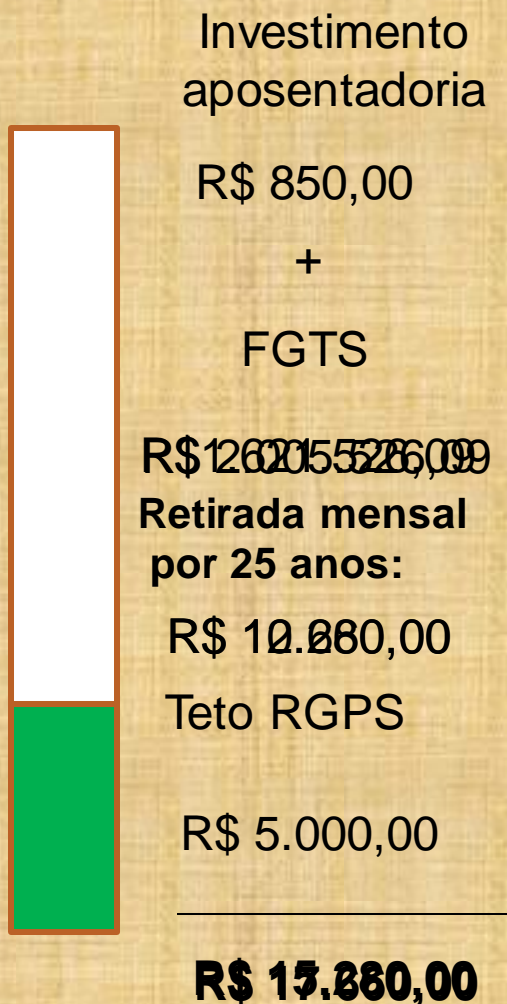 Investimento
aposentadoria
R$ 850,00
+
FGTS
R$
Retirada mensal
por 25 anos:
R$
Teto RGPS
R$ 5.000,00
R$